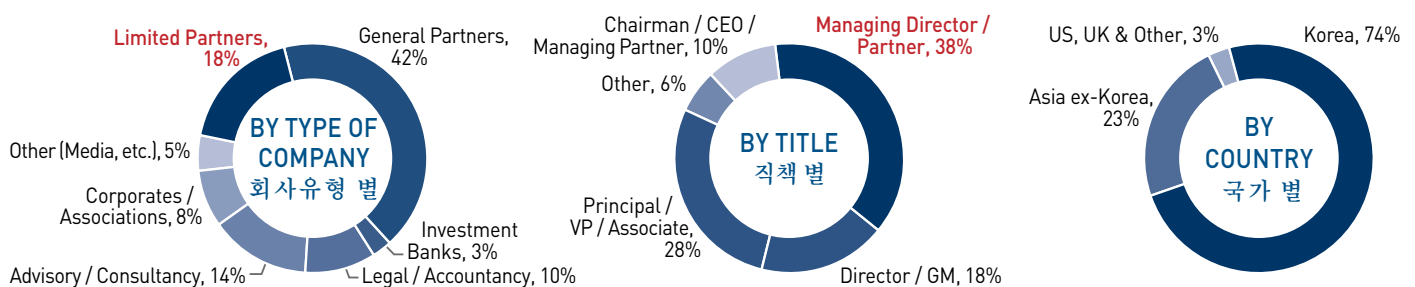 Limited Partners,
18%
General Partners,
42%
BY TYPE OF
COMPANY
회사유형 별
Other (Media, etc.), 5%
Corporates /
Associations, 8%
Advisory / Consultancy, 14%
Legal / Accountancy, 10%
Investment
Banks, 3%
Chairman / CEO /
Managing Partner, 10%
Managing Director /
Partner, 38%
Other, 6%
BY TITLE
직책 별
Principal /
VP / Associate,
28%
Director / GM, 18%
US, UK & Other, 3%
Korea, 74%
Asia ex-Korea,
23%
BY
COUNTRY
국가 별